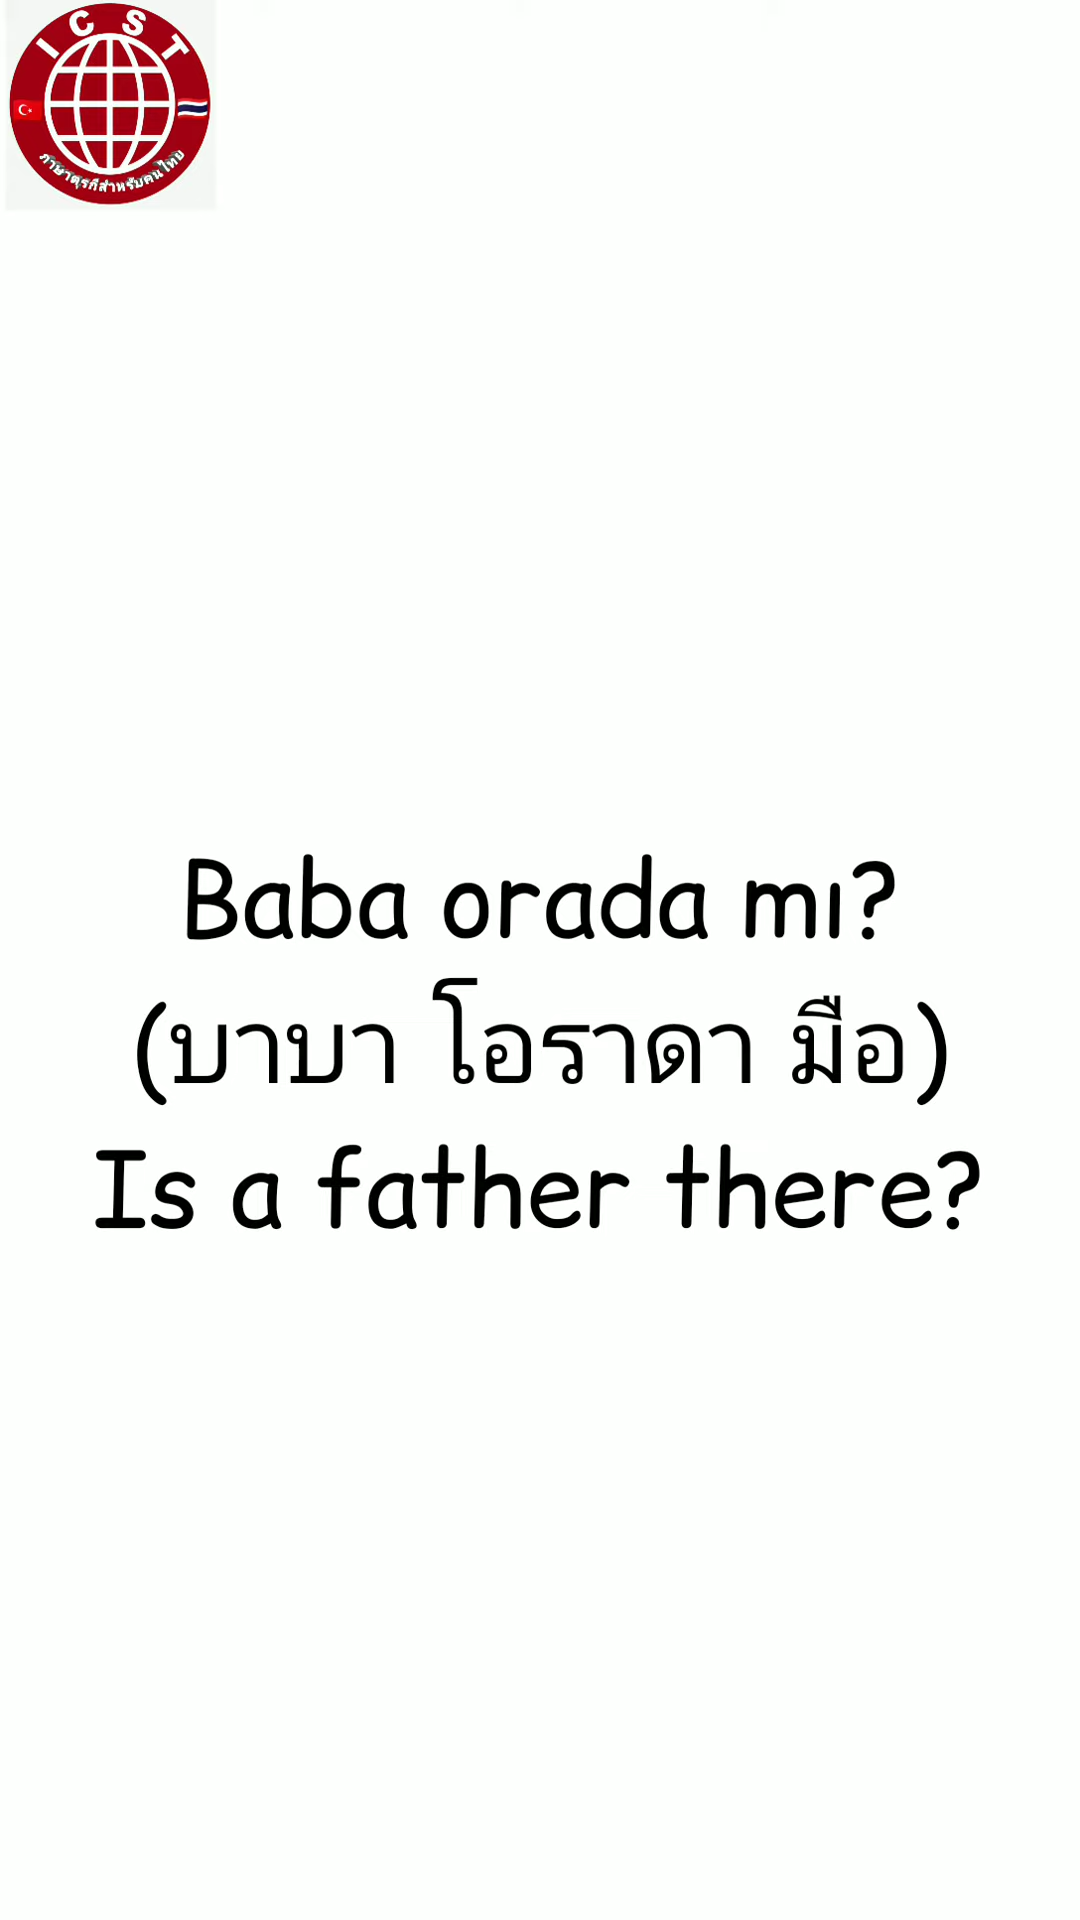 ICST
ภาษาตุรกีสำหรับคนไทย
Baba orada mı?
(บาบา โอราดา มือ)
Is a father there?